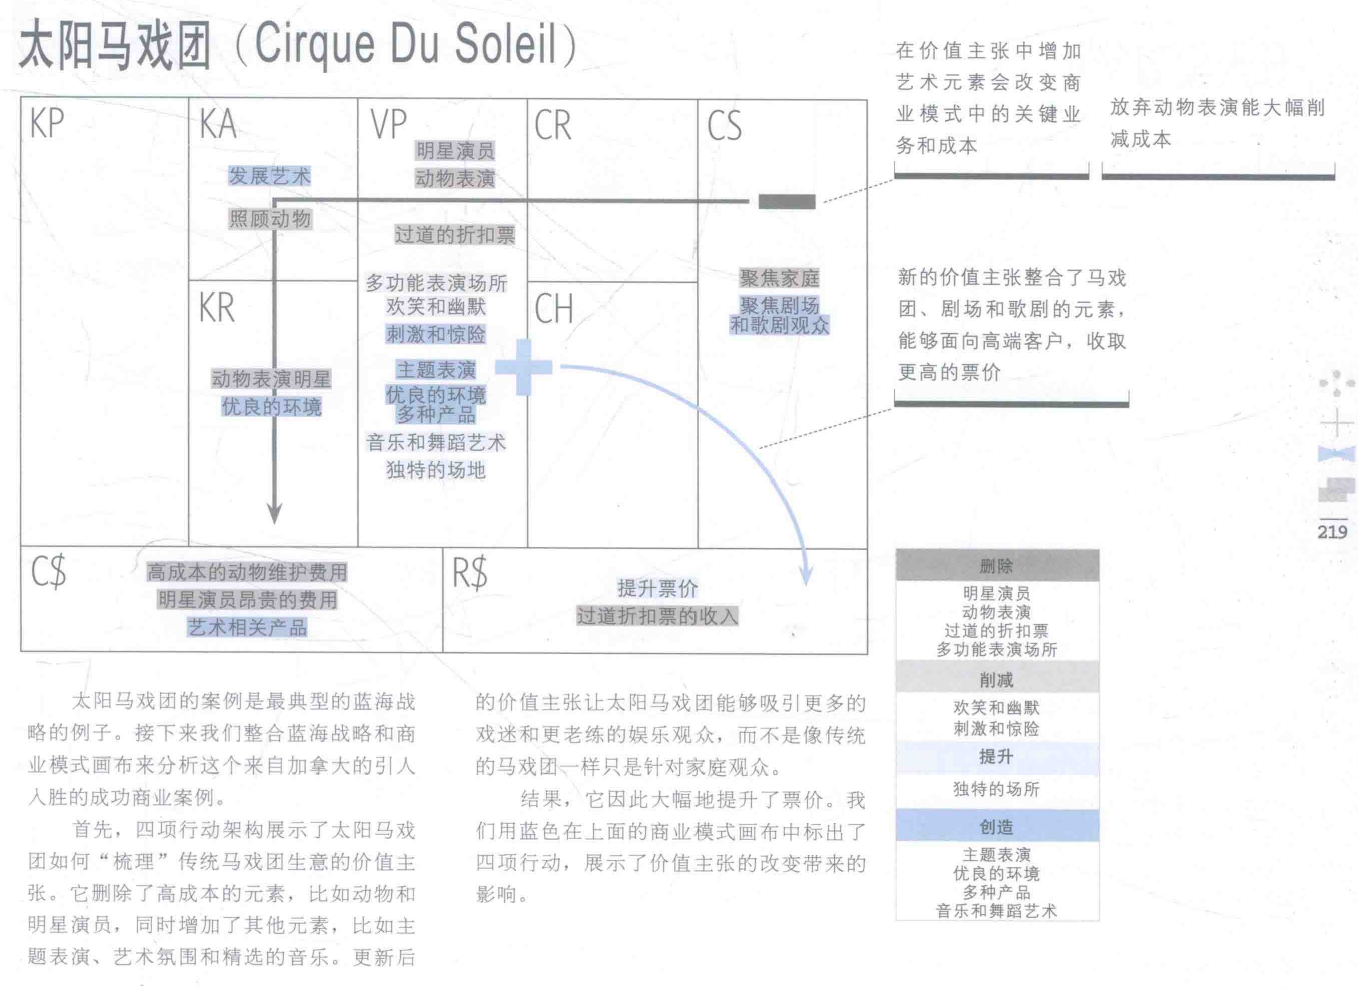 太阳马戏团（Cirque Du Soleil）
KP
KA
发展艺术
照顾动物
VP
明星演员
动物表演
过道的折扣票
多功能表演场所
欢笑和幽默
刺激和惊险
主题表演
优良的环境
多种产品
音乐和舞蹈艺术
独特的场地
CR
CS
聚焦家庭
聚焦剧场
和歌剧观众
KR
动物表演明星
优良的环境
CH
C$
高成本的动物维护费用
明星演员昂贵的费用
艺术相关产品
R$
提升票价
过道折扣票的收入
在价值主张中增加
艺术元素会改变商
业模式中的关键业
务和成本
放弃动物表演能大幅削
减成本
新的价值主张整合了马戏
团、剧场和歌剧的元素，
能够面向高端客户，收取
更高的票价
219
删除
明星演员
动物表演
过道的折扣票
多功能表演场所
削减
欢笑和幽默
刺激和惊险
提升
独特的场所
创造
主题表演
优良的环境
多种产品
音乐和舞蹈艺术
太阳马戏团的案例是最典型的蓝海战
略的例子。接下来我们整合蓝海战略和商
业模式画布来分析这个来自加拿大的引人
入胜的成功商业案例。
首先，四项行动架构展示了太阳马戏
团如何“梳理”传统马戏团生意的价值主
张。它删除了高成本的元素，比如动物和
明星演员，同时增加了其他元素，比如主
题表演、艺术氛围和精选的音乐。更新后
的价值主张让太阳马戏团能够吸引更多的
戏迷和更老练的娱乐观众，而不是像传统
的马戏团一样只是针对家庭观众。
结果，它因此大幅地提升了票价。我
们用蓝色在上面的商业模式画布中标出了
四项行动，展示了价值主张的改变带来的
影响。